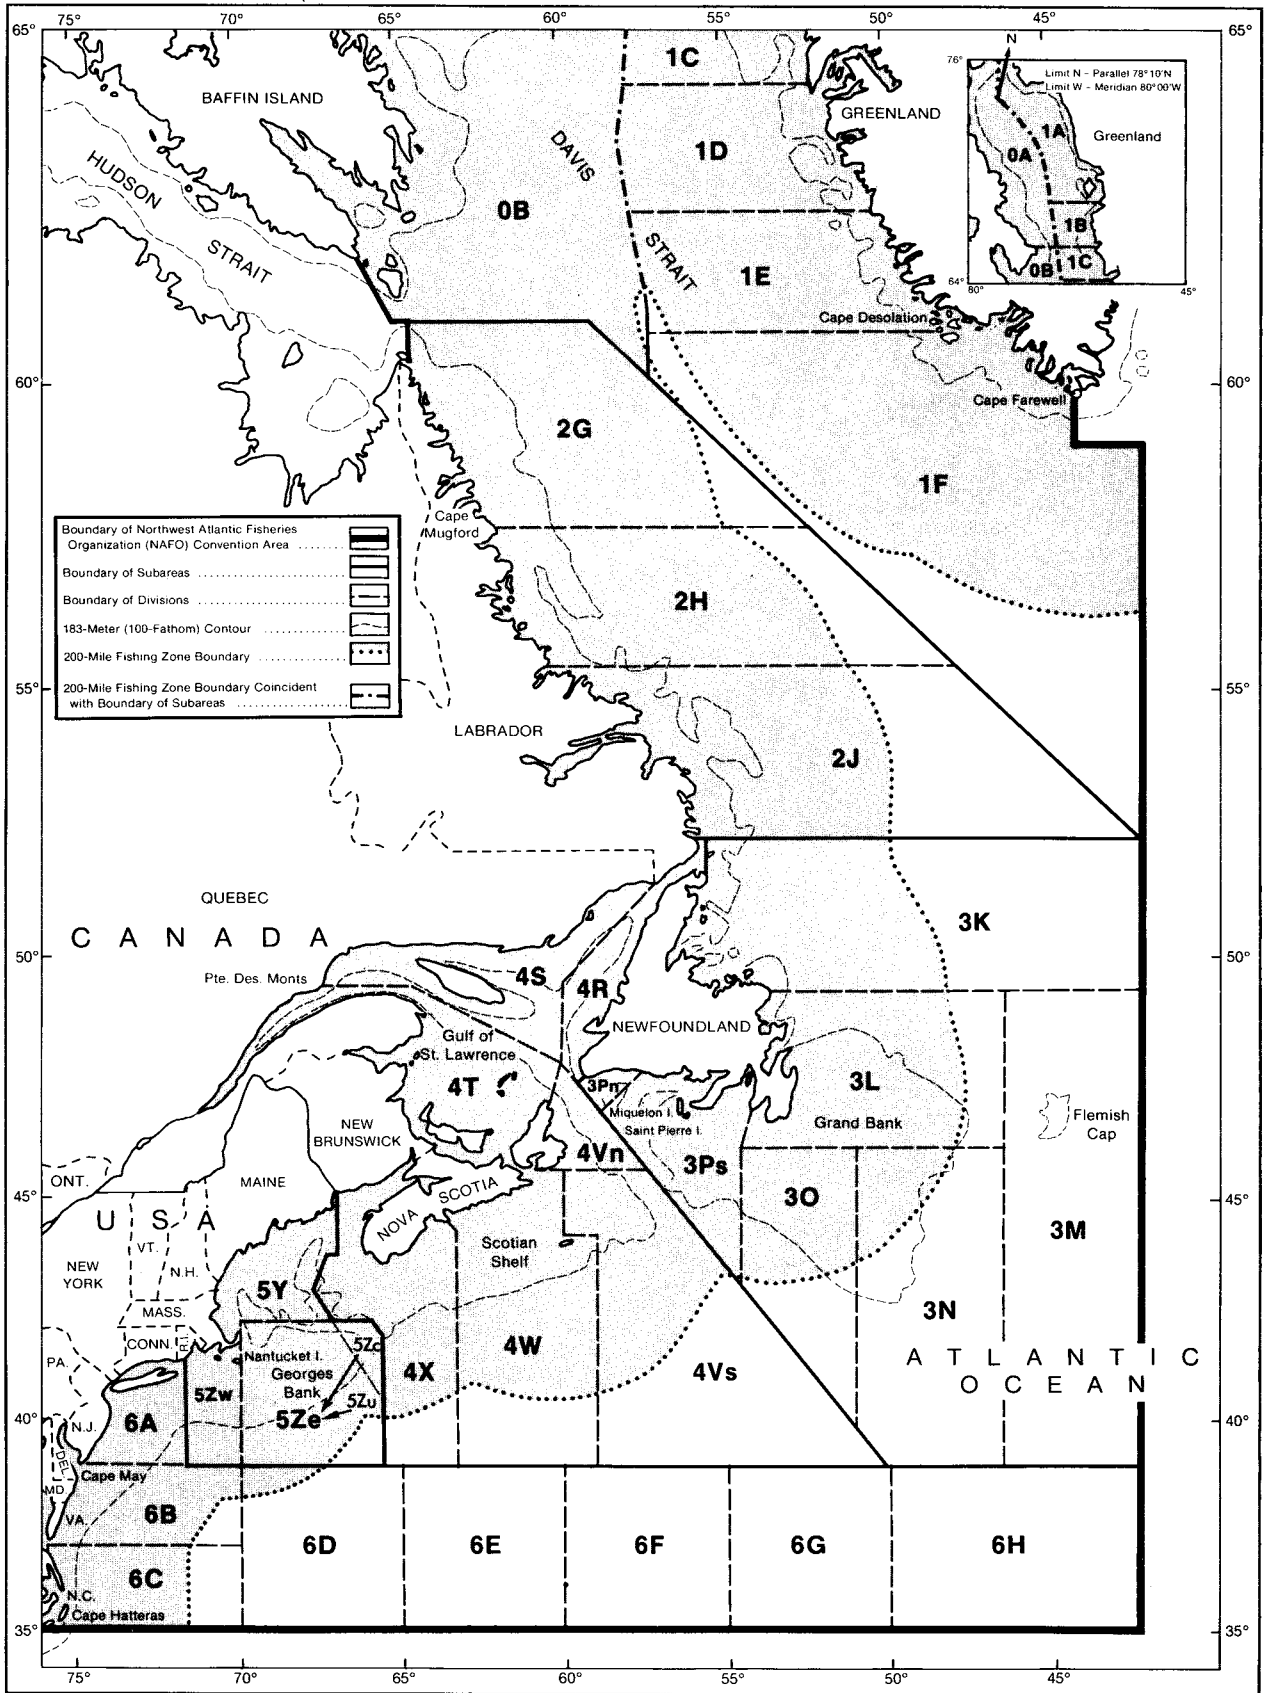 75° 70° 65° 60° 55° 50° 45°
65° 65°
1C
N
76°
Limit N - Parallel 78°10'N
Limit W - Meridian 80°00'W
1A
Greenland
0A
1B
1C
0B
64°
80° 45°
BAFFIN ISLAND
GREENLAND
DAVIS
STRAIT
1D
HUDSON
STRAIT
0B
1E
Cape Desolation
60° 60°
Cape Farewell
2G
1F
Cape
Mugford
Boundary of Northwest Atlantic Fisheries
Organization (NAFO) Convention Area ........
Boundary of Subareas ........................
Boundary of Divisions ........................
183-Meter (100-Fathom) Contour ..............
200-Mile Fishing Zone Boundary ..............
200-Mile Fishing Zone Boundary Coincident
with Boundary of Subareas ................
2H
55° 55°
LABRADOR
2J
QUEBEC
CANADA
3K
50° 50°
Pte. Des. Monts
4S
4R
NEWFOUNDLAND
Gulf of
St. Lawrence
4T
3Pn
3L
Miquelon I.
Saint Pierre I.
Grand Bank
Flemish
Cap
NEW
BRUNSWICK
4Vn
3Ps
ONT.
MAINE
45° 45°
3O
NOVA SCOTIA
USA
3M
VT.
Scotian
Shelf
NEW
YORK
N.H.
5Y
MASS.
3N
CONN.
R.I.
5Zc
4W
Nantucket I.
Georges
Bank
PA.
4X
4Vs
ATLANTIC
OCEAN
5Zw
5Zu
5Ze
40° 40°
N.J.
6A
DEL.
Cape May
MD.
VA.
6B
6D
6E
6F
6G
6H
6C
N.C.
Cape Hatteras
35° 35°
75° 70° 65° 60° 55° 50° 45°